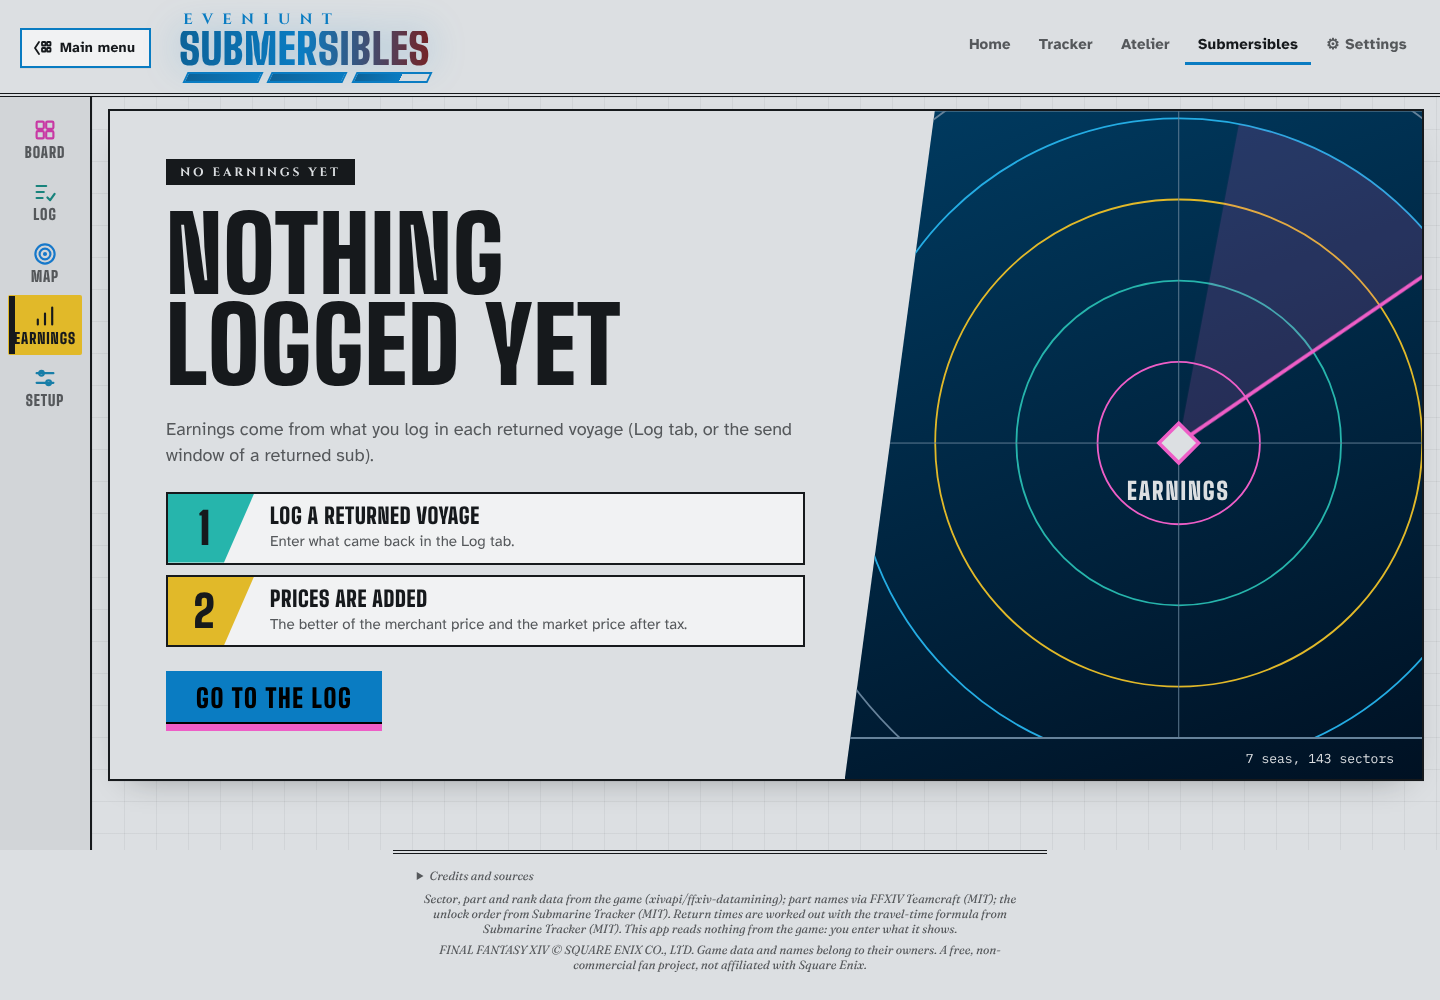 Main menu
EVENIUNT
SUBMERSIBLES
Home
Tracker
Atelier
Submersibles
Settings
BOARD
LOG
MAP
EARNINGS
SETUP
NO EARNINGS YET
NOTHING
LOGGED YET
Earnings come from what you log in each returned voyage (Log tab, or the send
window of a returned sub).
1
LOG A RETURNED VOYAGE
Enter what came back in the Log tab.
2
PRICES ARE ADDED
The better of the merchant price and the market price after tax.
GO TO THE LOG
EARNINGS
7 seas, 143 sectors
Credits and sources
Sector, part and rank data from the game (xivapi/ffxiv-datamining); part names via FFXIV Teamcraft (MIT); the
unlock order from Submarine Tracker (MIT). Return times are worked out with the travel-time formula from
Submarine Tracker (MIT). This app reads nothing from the game: you enter what it shows.
FINAL FANTASY XIV © SQUARE ENIX CO., LTD. Game data and names belong to their owners. A free, non-
commercial fan project, not affiliated with Square Enix.